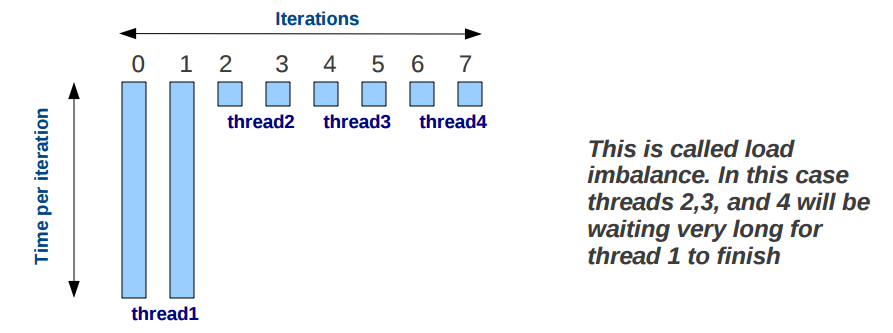 Iterations
0 1 2 3 4 5 6 7
Time per iteration
thread2 thread3 thread4
thread1
This is called load
imbalance. In this case
threads 2,3, and 4 will be
waiting very long for
thread 1 to finish